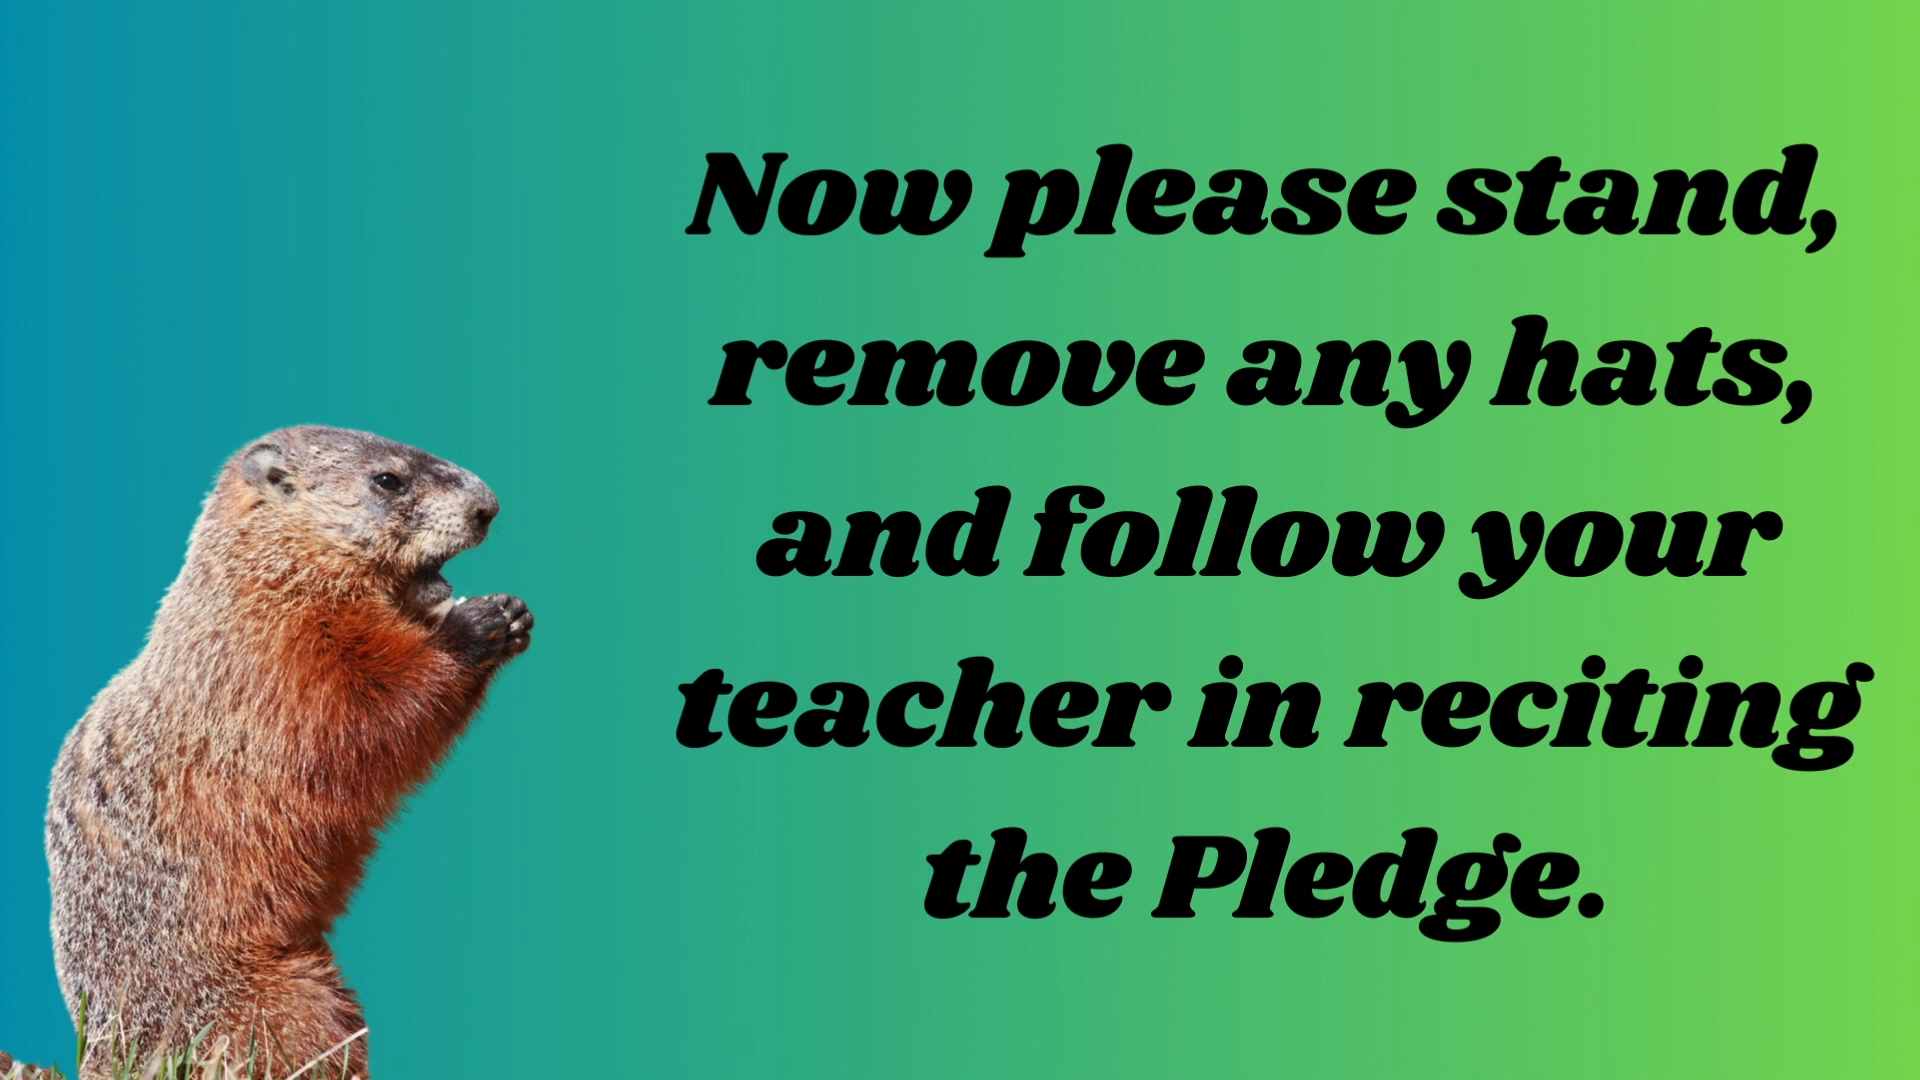 Now please stand,
remove any hats,
and follow your
teacher in reciting
the Pledge.